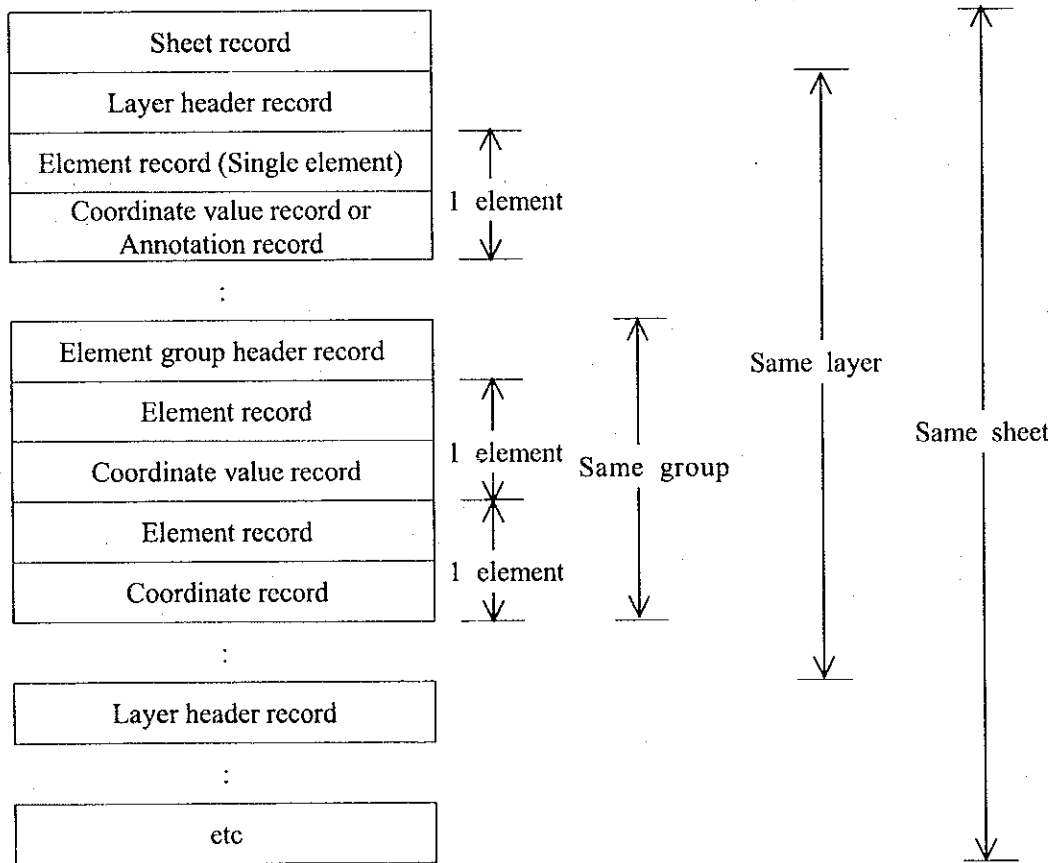 Sheet record
Layer header record
Element record (Single element)
Coordinate value record or
Annotation record
1 element
:
Element group header record
Element record
Coordinate value record
Element record
Coordinate record
1 element
1 element
Same group
Same layer
Same sheet
:
Layer header record
:
etc